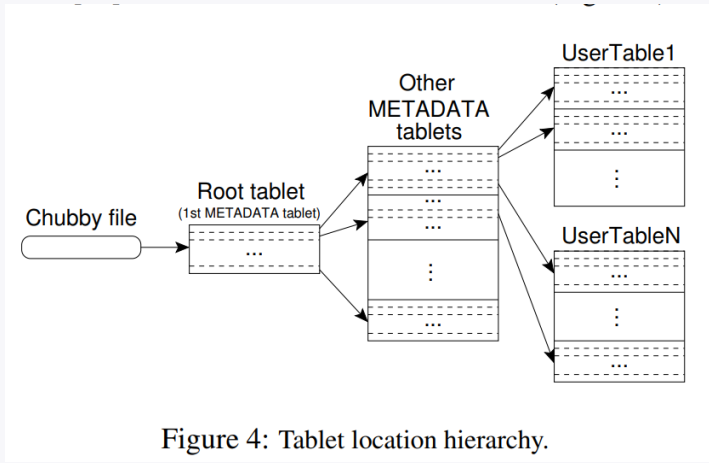 Chubby file
Root tablet
(1st METADATA tablet)
...
Other
METADATA
tablets
...
...
...
...
UserTable1
...
...
UserTableN
...
...
Figure 4: Tablet location hierarchy.